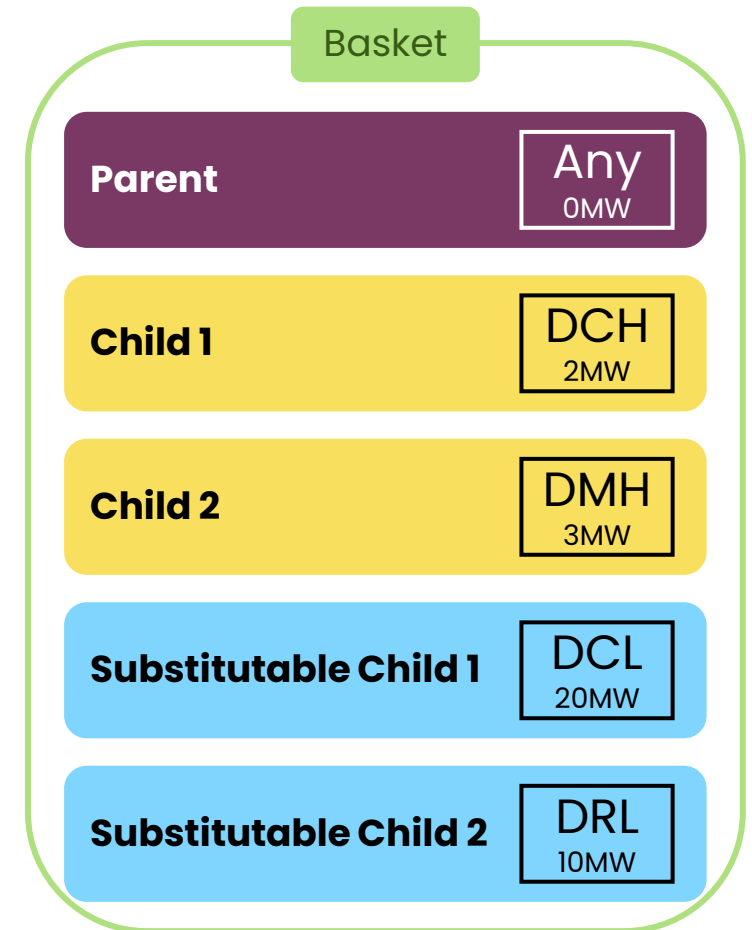 Basket
Parent
Any
0MW
Child 1
DCH
2MW
Child 2
DMH
3MW
Substitutable Child 1
DCL
20MW
Substitutable Child 2
DRL
10MW